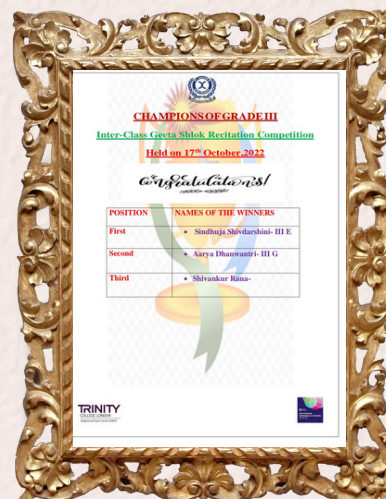 CHAMPIONS OF GRADE III
Inter-Class Geeta Shlok Recitation Competition
Held on 17th October,2022
Congratulations!
POSITION NAMES OF THE WINNERS
First • Sindhuja Shivdarshini- III E
Second • Aarya Dhanwantri- III G
Third • Shivankur Rana-
TRINITY
COLLEGE LONDON